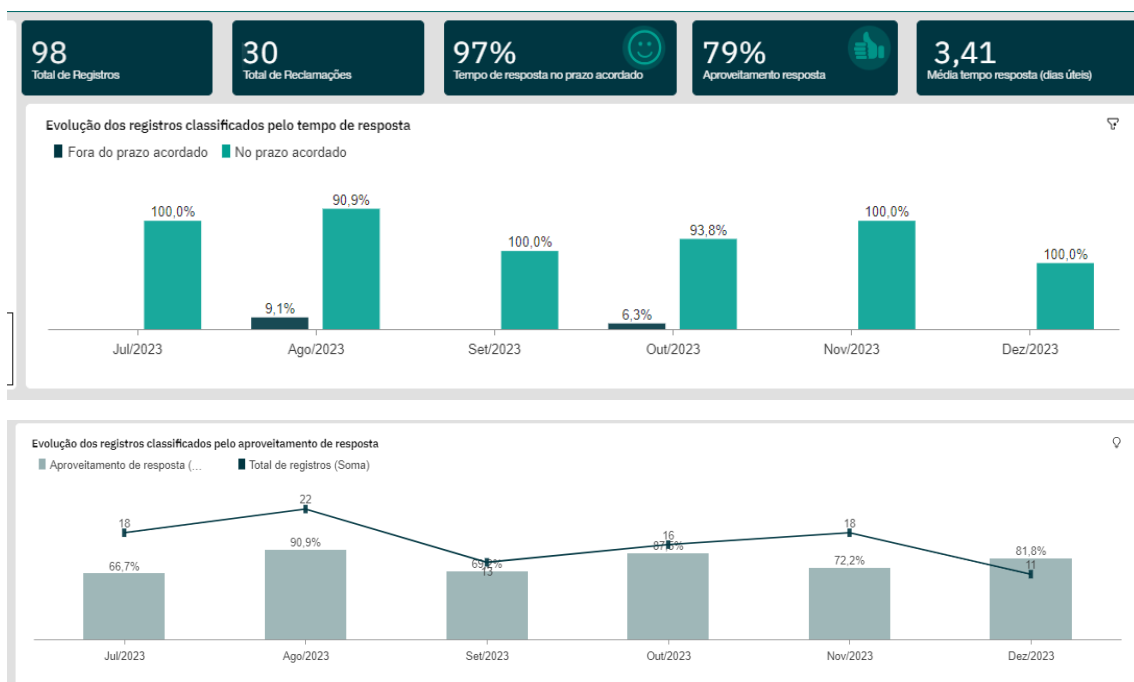 98
Total de Registros
30
Total de Reclamações
97%
Tempo de resposta no prazo acordado
79%
Aproveitamento resposta
3,41
Média tempo resposta (dias úteis)
Evolução dos registros classificados pelo tempo de resposta
Fora do prazo acordado No prazo acordado
100,0% 9,1% 90,9% 100,0% 6,3% 93,8% 100,0% 100,0%
Jul/2023 Ago/2023 Set/2023 Out/2023 Nov/2023 Dez/2023
Evolução dos registros classificados pelo aproveitamento de resposta
Aproveitamento de resposta (... Total de registros (Soma)
18 22 13 16 18 11
66,7% 90,9% 72,2% 81,8%
Jul/2023 Ago/2023 Set/2023 Out/2023 Nov/2023 Dez/2023